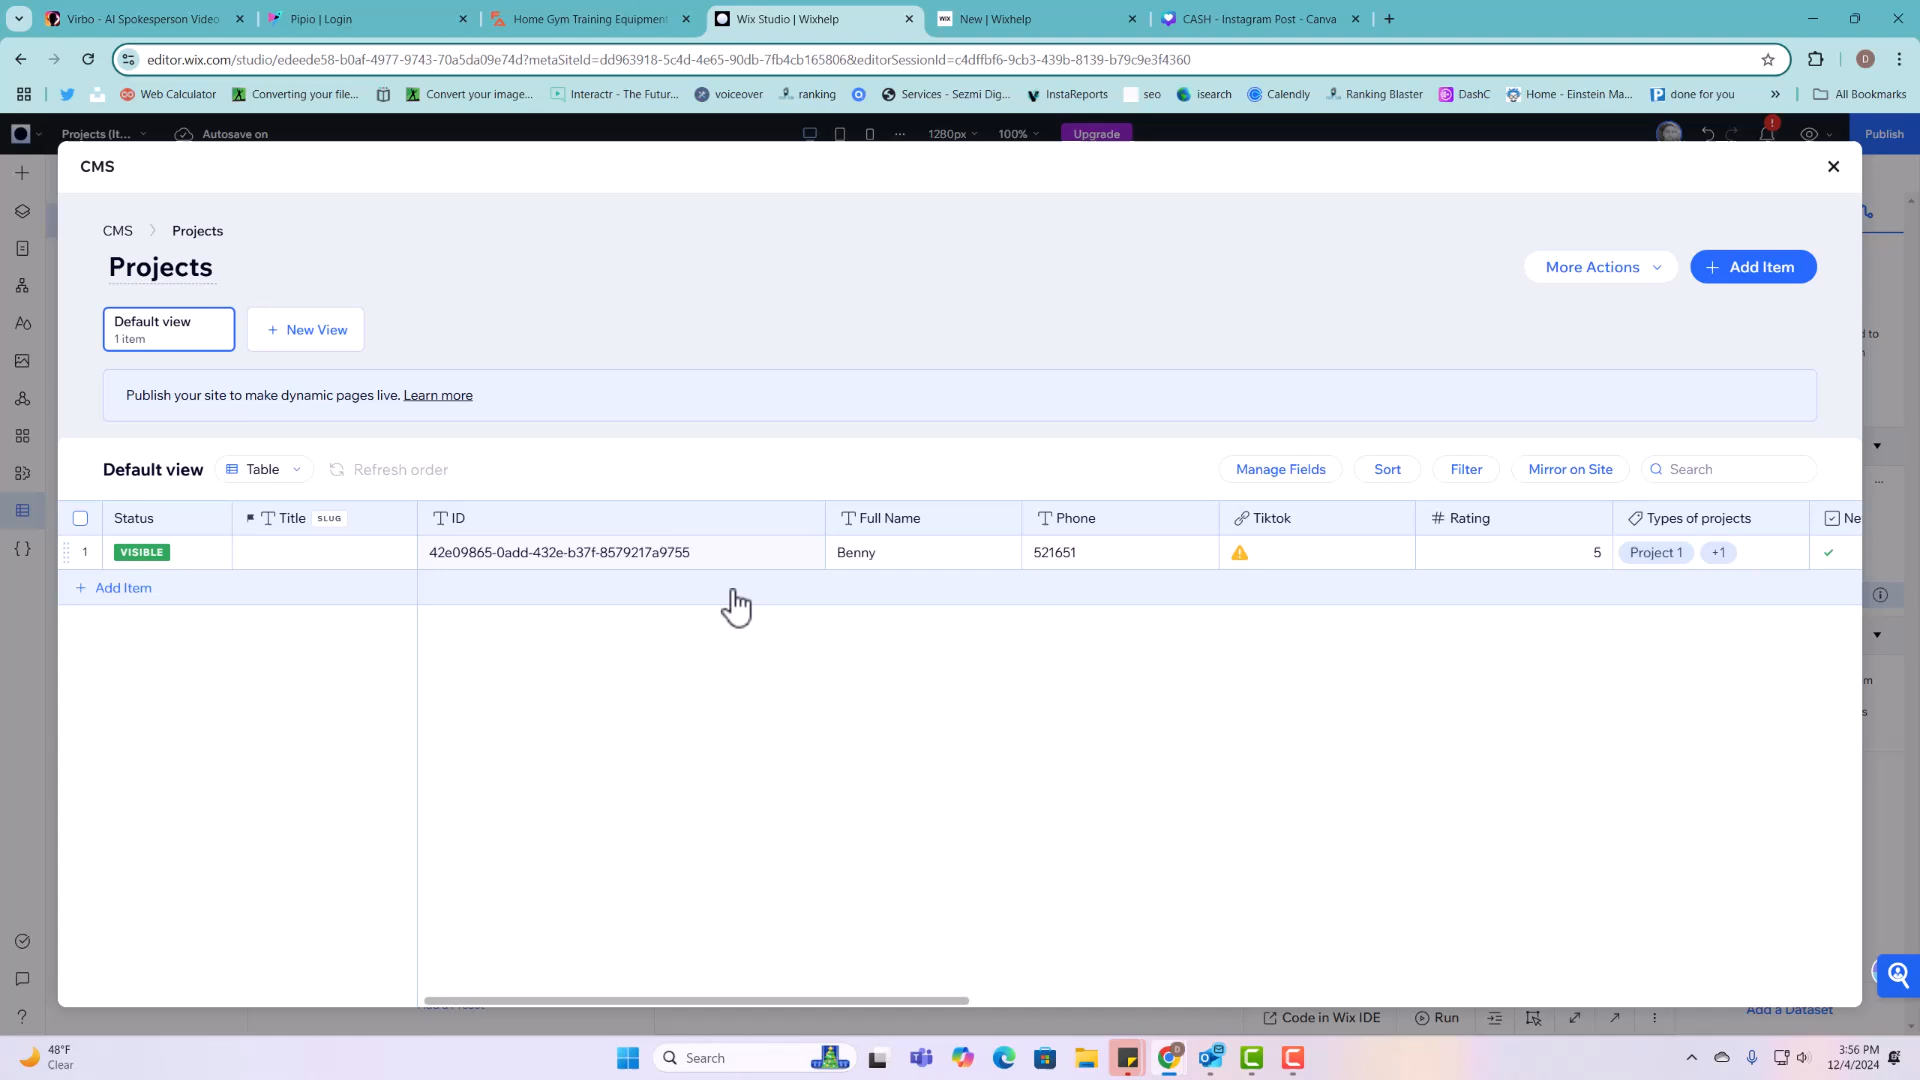 Virbo - AI Spokesperson Video
Pipio | Login
Home Gym Training Equipment
Wix Studio | Wixhelp
WIX New | Wixhelp
CASH - Instagram Post - Canva
editor.wix.com/studio/edeede58-b0af-4977-9743-70a5da09e74d?metaSiteId=dd963918-5c4d-4e65-90db-7fb4cb165806&editorSessionId=c4dffbf6-9cb3-439b-8139-b79c9e3f4360
D
Web Calculator
Converting your file...
Convert your image...
Interactr - The Futur...
voiceover
ranking
Services - Sezmi Dig...
InstaReports
seo
isearch
Calendly
Ranking Blaster
DashC
Home - Einstein Ma...
done for you
All Bookmarks
Projects (It...
Autosave on
1280px
100%
Upgrade
Publish
CMS
CMS > Projects
Projects
More Actions
+ Add Item
Default view
1 item
+ New View
Publish your site to make dynamic pages live. Learn more
Default view
Table
Refresh order
Manage Fields
Sort
Filter
Mirror on Site
Search
Status
Title SLUG
ID
Full Name
Phone
Tiktok
# Rating
Types of projects
Ne
1
VISIBLE
42e09865-0add-432e-b37f-8579217a9755
Benny
521651
5
Project 1
+1
+ Add Item
Code in Wix IDE
Run
Add a Dataset
48°F
Clear
Search
3:56 PM
12/4/2024